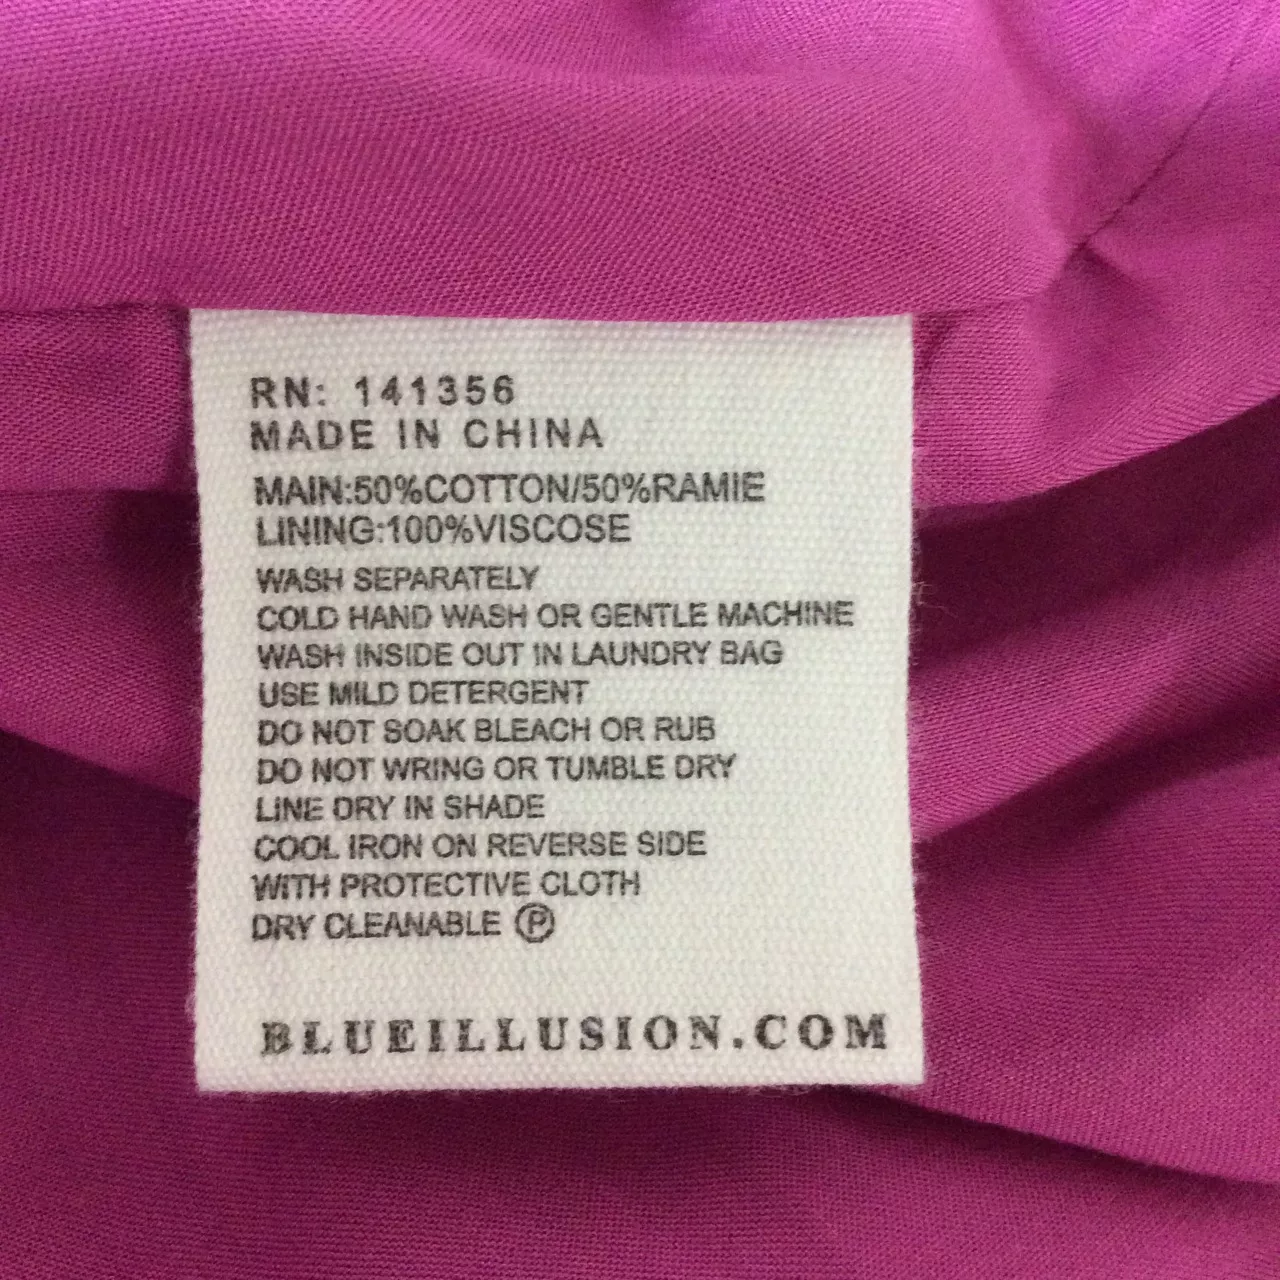 RN: 141356
MADE IN CHINA
MAIN:50%COTTON/50%RAMIE
LINING:100%VISCOSE
WASH SEPARATELY
COLD HAND WASH OR GENTLE MACHINE
WASH INSIDE OUT IN LAUNDRY BAG
USE MILD DETERGENT
DO NOT SOAK BLEACH OR RUB
DO NOT WRING OR TUMBLE DRY
LINE DRY IN SHADE
COOL IRON ON REVERSE SIDE
WITH PROTECTIVE CLOTH
DRY CLEANABLE Ⓟ
BLUEILLUSION.COM